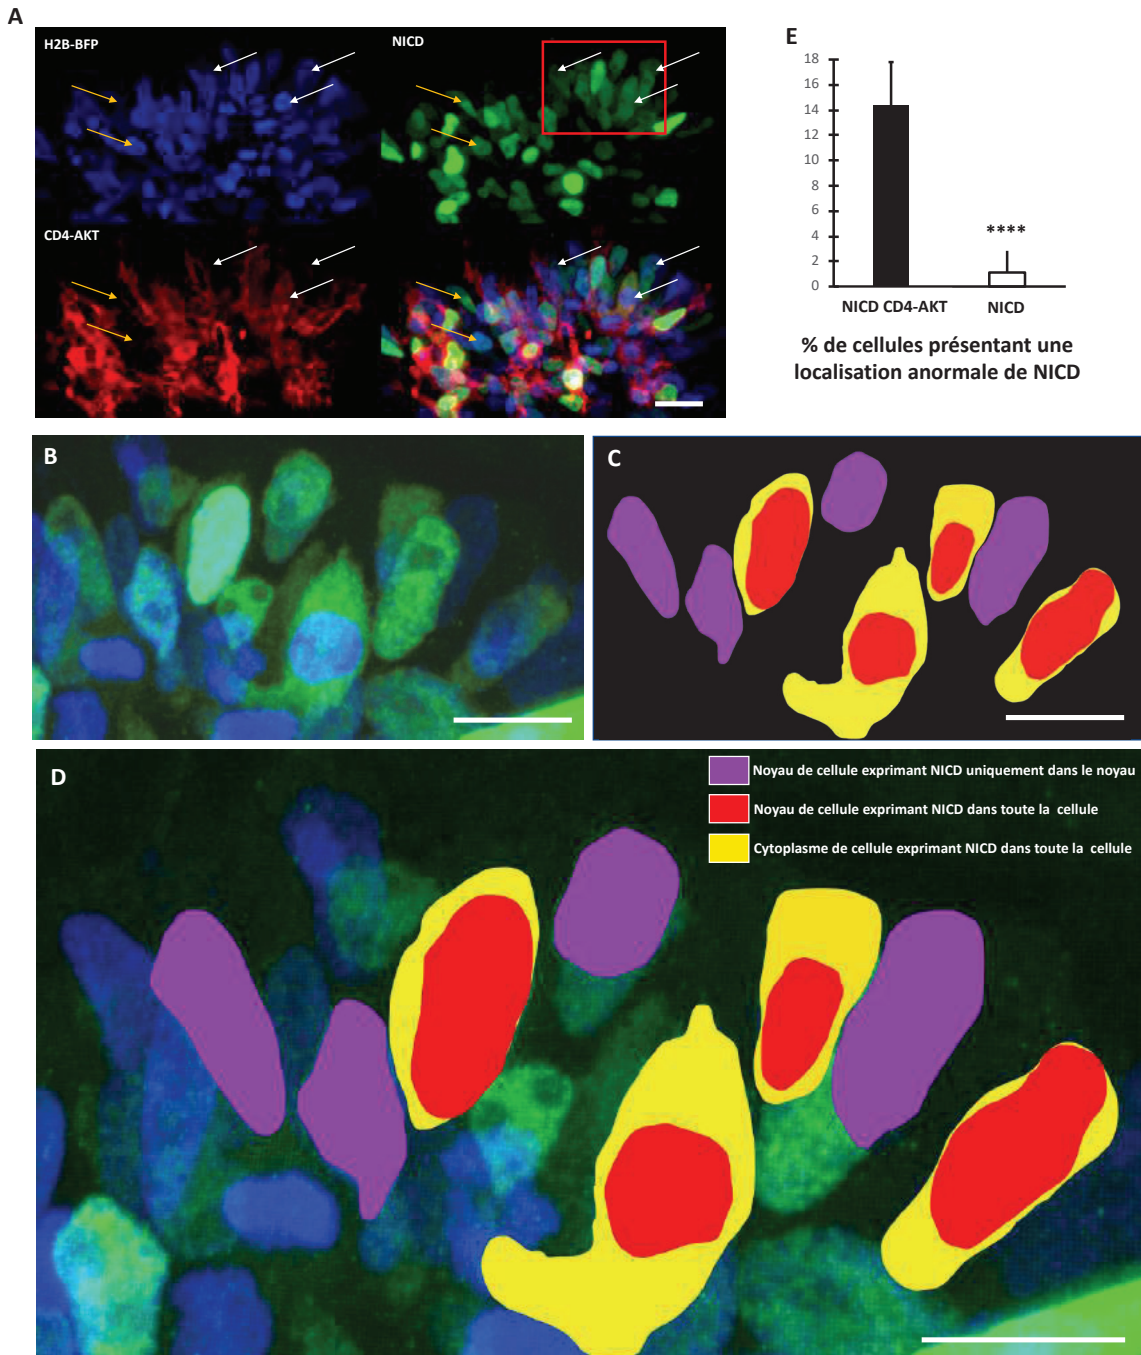 A
H2B-BFP
NICD
CD4-AKT
E
18
16
14
12
10
8
6
4
2
0
****
NICD CD4-AKT
NICD
% de cellules présentant une
localisation anormale de NICD
B
C
D
Noyau de cellule exprimant NICD uniquement dans le noyau
Noyau de cellule exprimant NICD dans toute la cellule
Cytoplasme de cellule exprimant NICD dans toute la cellule